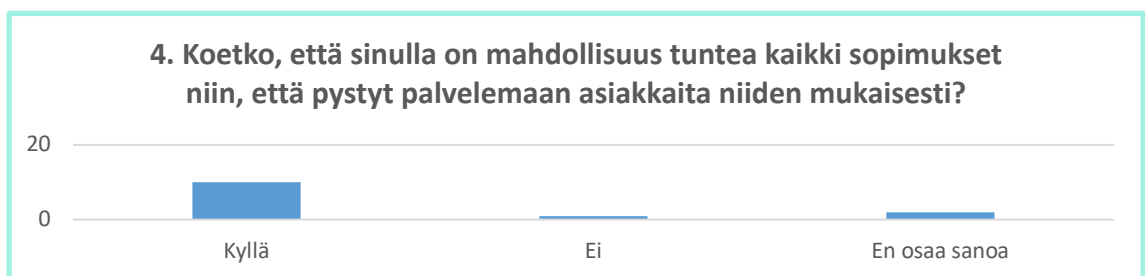 4. Koetko, että sinulla on mahdollisuus tuntea kaikki sopimukset
niin, että pystyt palvelemaan asiakkaita niiden mukaisesti?
20
0
Kyllä
Ei
En osaa sanoa